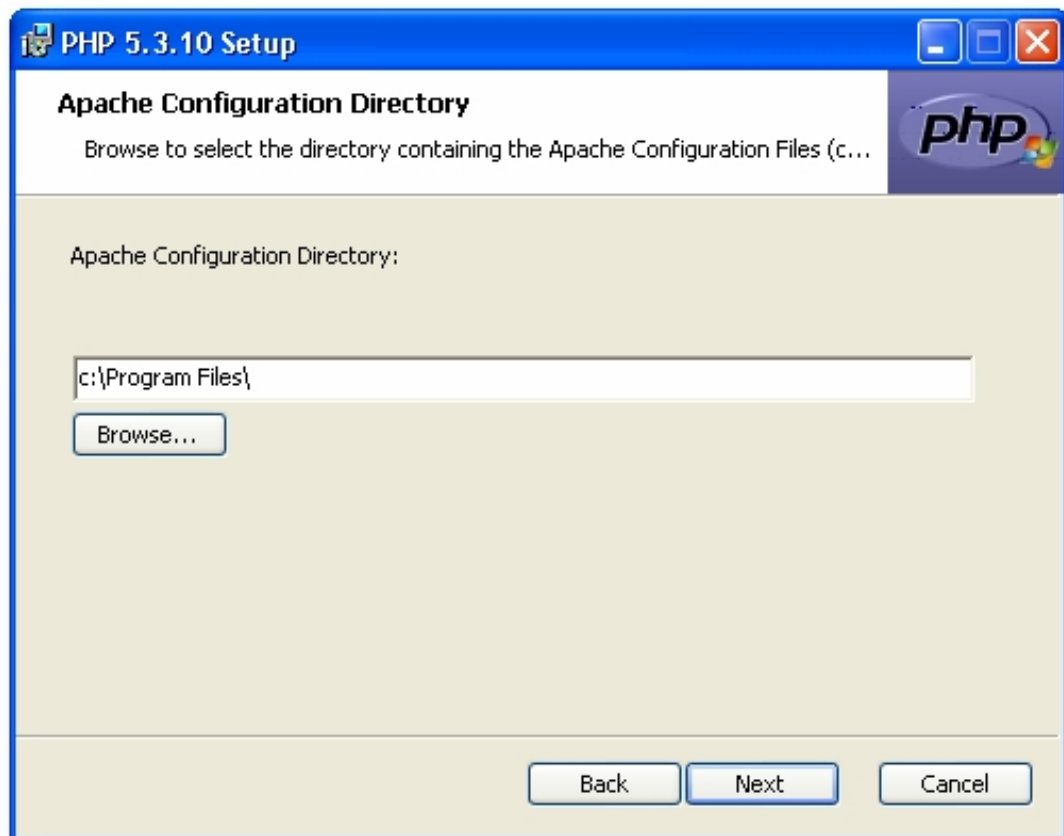 PHP 5.3.10 Setup
Apache Configuration Directory
Browse to select the directory containing the Apache Configuration Files (c...
php
Apache Configuration Directory:
c:\Program Files\
Browse...
Back Next Cancel